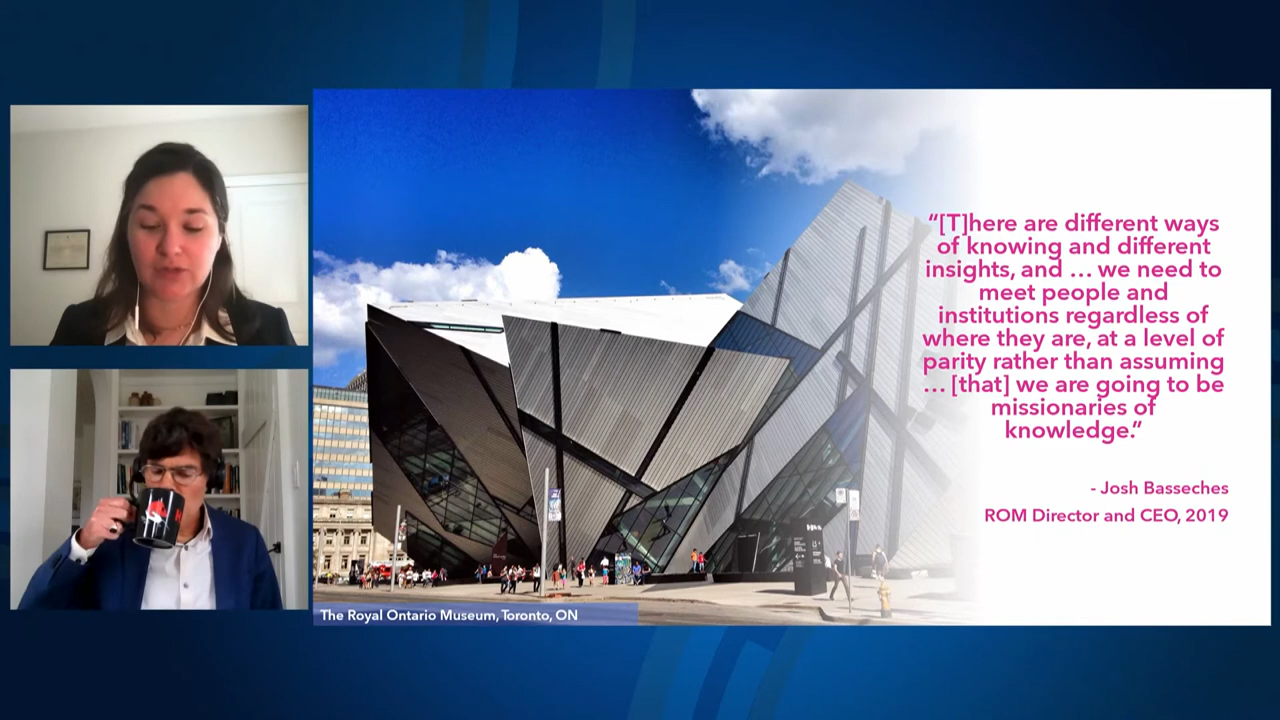 “[T]here are different ways
of knowing and different
insights, and … we need to
meet people and
institutions regardless of
where they are, at a level of
parity rather than assuming
… [that] we are going to be
missionaries of
knowledge.”
- Josh Basseches
ROM Director and CEO, 2019
The Royal Ontario Museum, Toronto, ON